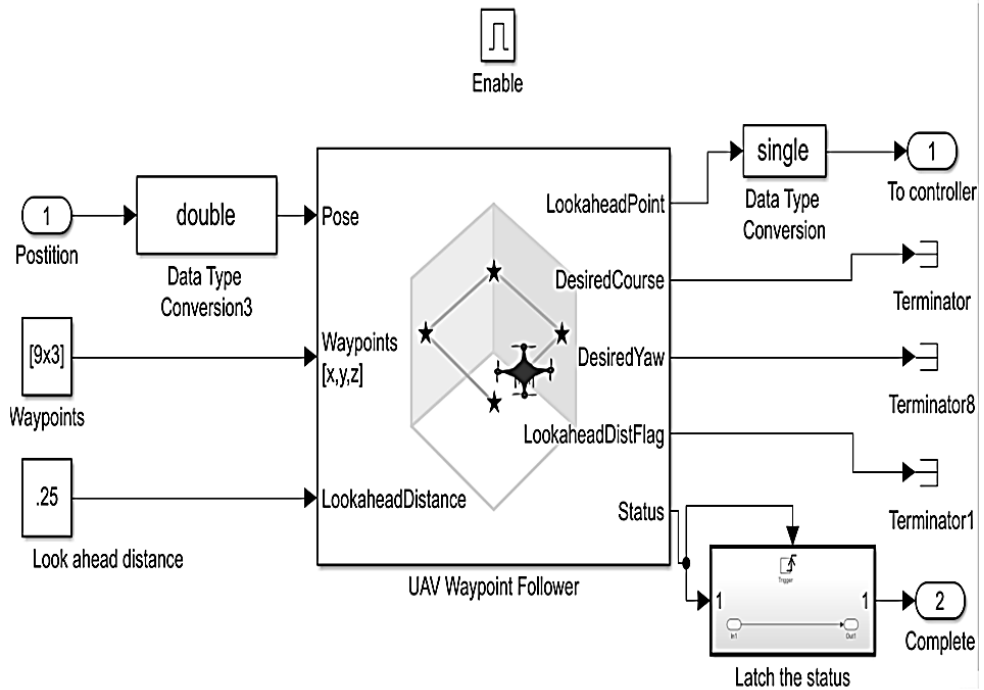 Enable
single
1
To controller
Data Type
Conversion
LookaheadPoint
1
Postition
double
Data Type
Conversion3
Pose
DesiredCourse
Terminator
[9x3]
Waypoints
Waypoints
[x,y,z]
DesiredYaw
Terminator8
LookaheadDistFlag
Terminator1
.25
Look ahead distance
LookaheadDistance
Status
UAV Waypoint Follower
Trigger
1
1
In1
Out1
2
Complete
Latch the status